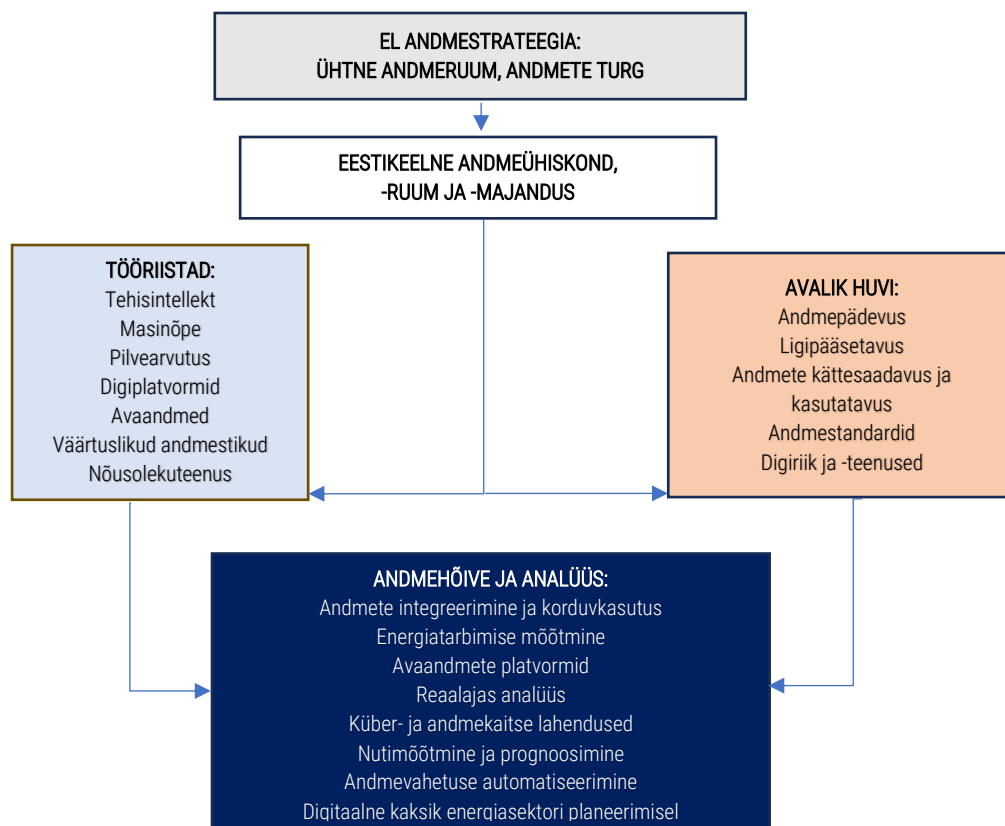 EL ANDMESTRATEEGIA:
ÜHTNE ANDMERUUM, ANDMETE TURG
EESTIKEELNE ANDMEÜHISKOND,
-RUUM JA -MAJANDUS
TÖÖRIISTAD:
Tehisintellekt
Masinõpe
Pilvearvutus
Digiplatvormid
Avaandmed
Väärtuslikud andmestikud
Nõusolekuteenus
AVALIK HUVI:
Andmepädevus
Ligipääsetavus
Andmete kättesaadavus ja
kasutatavus
Andmestandardid
Digiriik ja -teenused
ANDMEHÕIVE JA ANALÜÜS:
Andmete integreerimine ja korduvkasutus
Energiatarbimise mõõtmine
Avaandmete platvormid
Reaalajas analüüs
Küber- ja andmekaitse lahendused
Nutimõõtmine ja prognoosimine
Andmevahetuse automatiseerimine
Digitaalne kaksik energiasektori planeerimisel